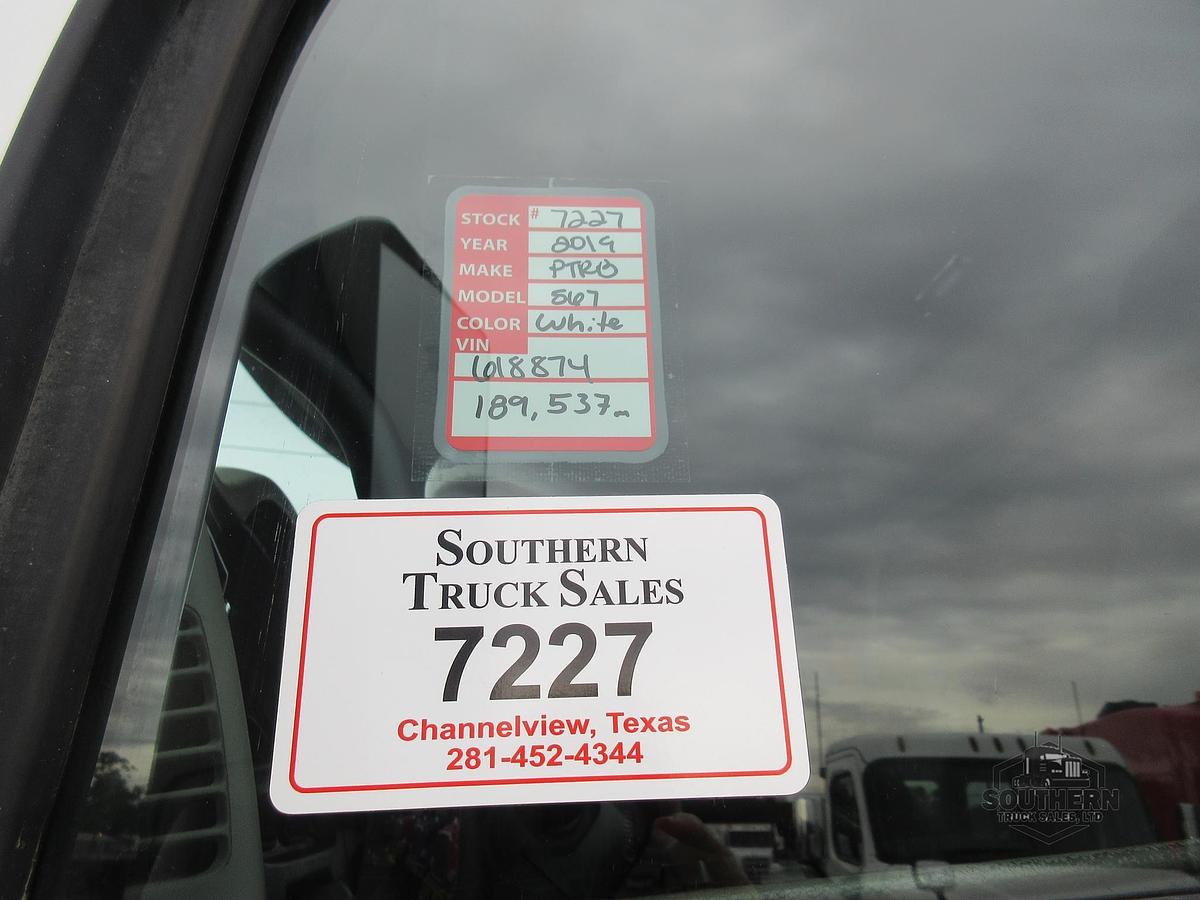 STOCK # 7227
YEAR 2019
MAKE PTRB
MODEL 567
COLOR White
VIN
618874
189,537m
SOUTHERN
TRUCK SALES
7227
Channelview, Texas
281-452-4344
SOUTHERN
TRUCK SALES, LTD